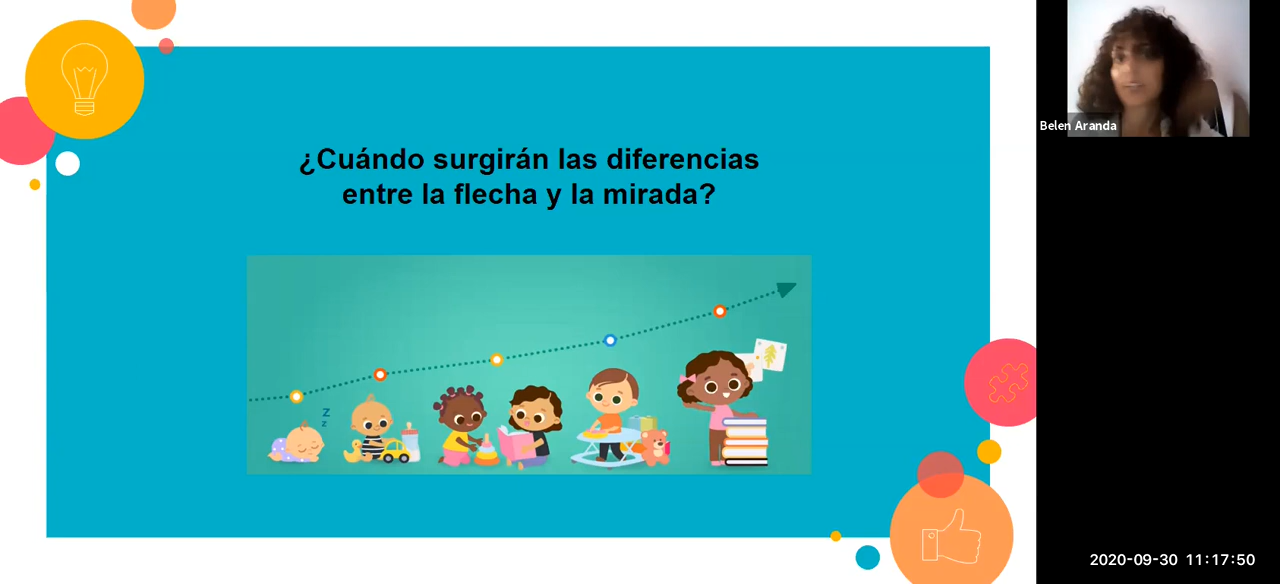 ¿Cuándo surgirán las diferencias
entre la flecha y la mirada?
Z
z
Belen Aranda
2020-09-30 11:17:50